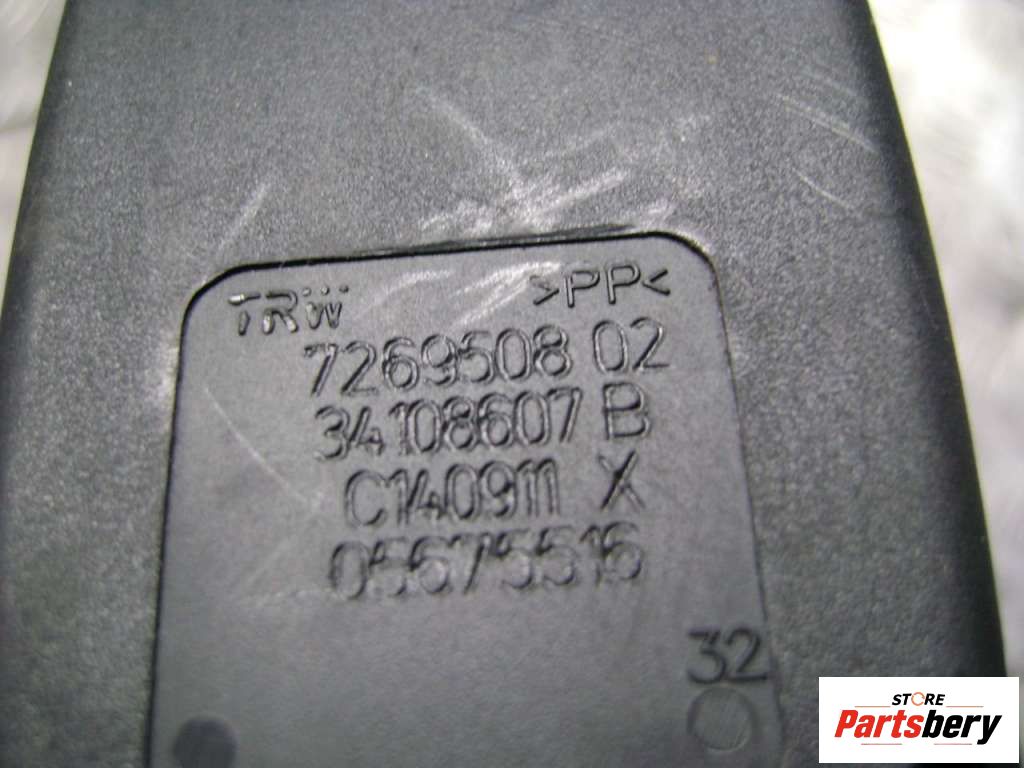 TRW >PP<
7269508 02
34108607 B
C140911 X
05675516
32
STORE
Partsbery